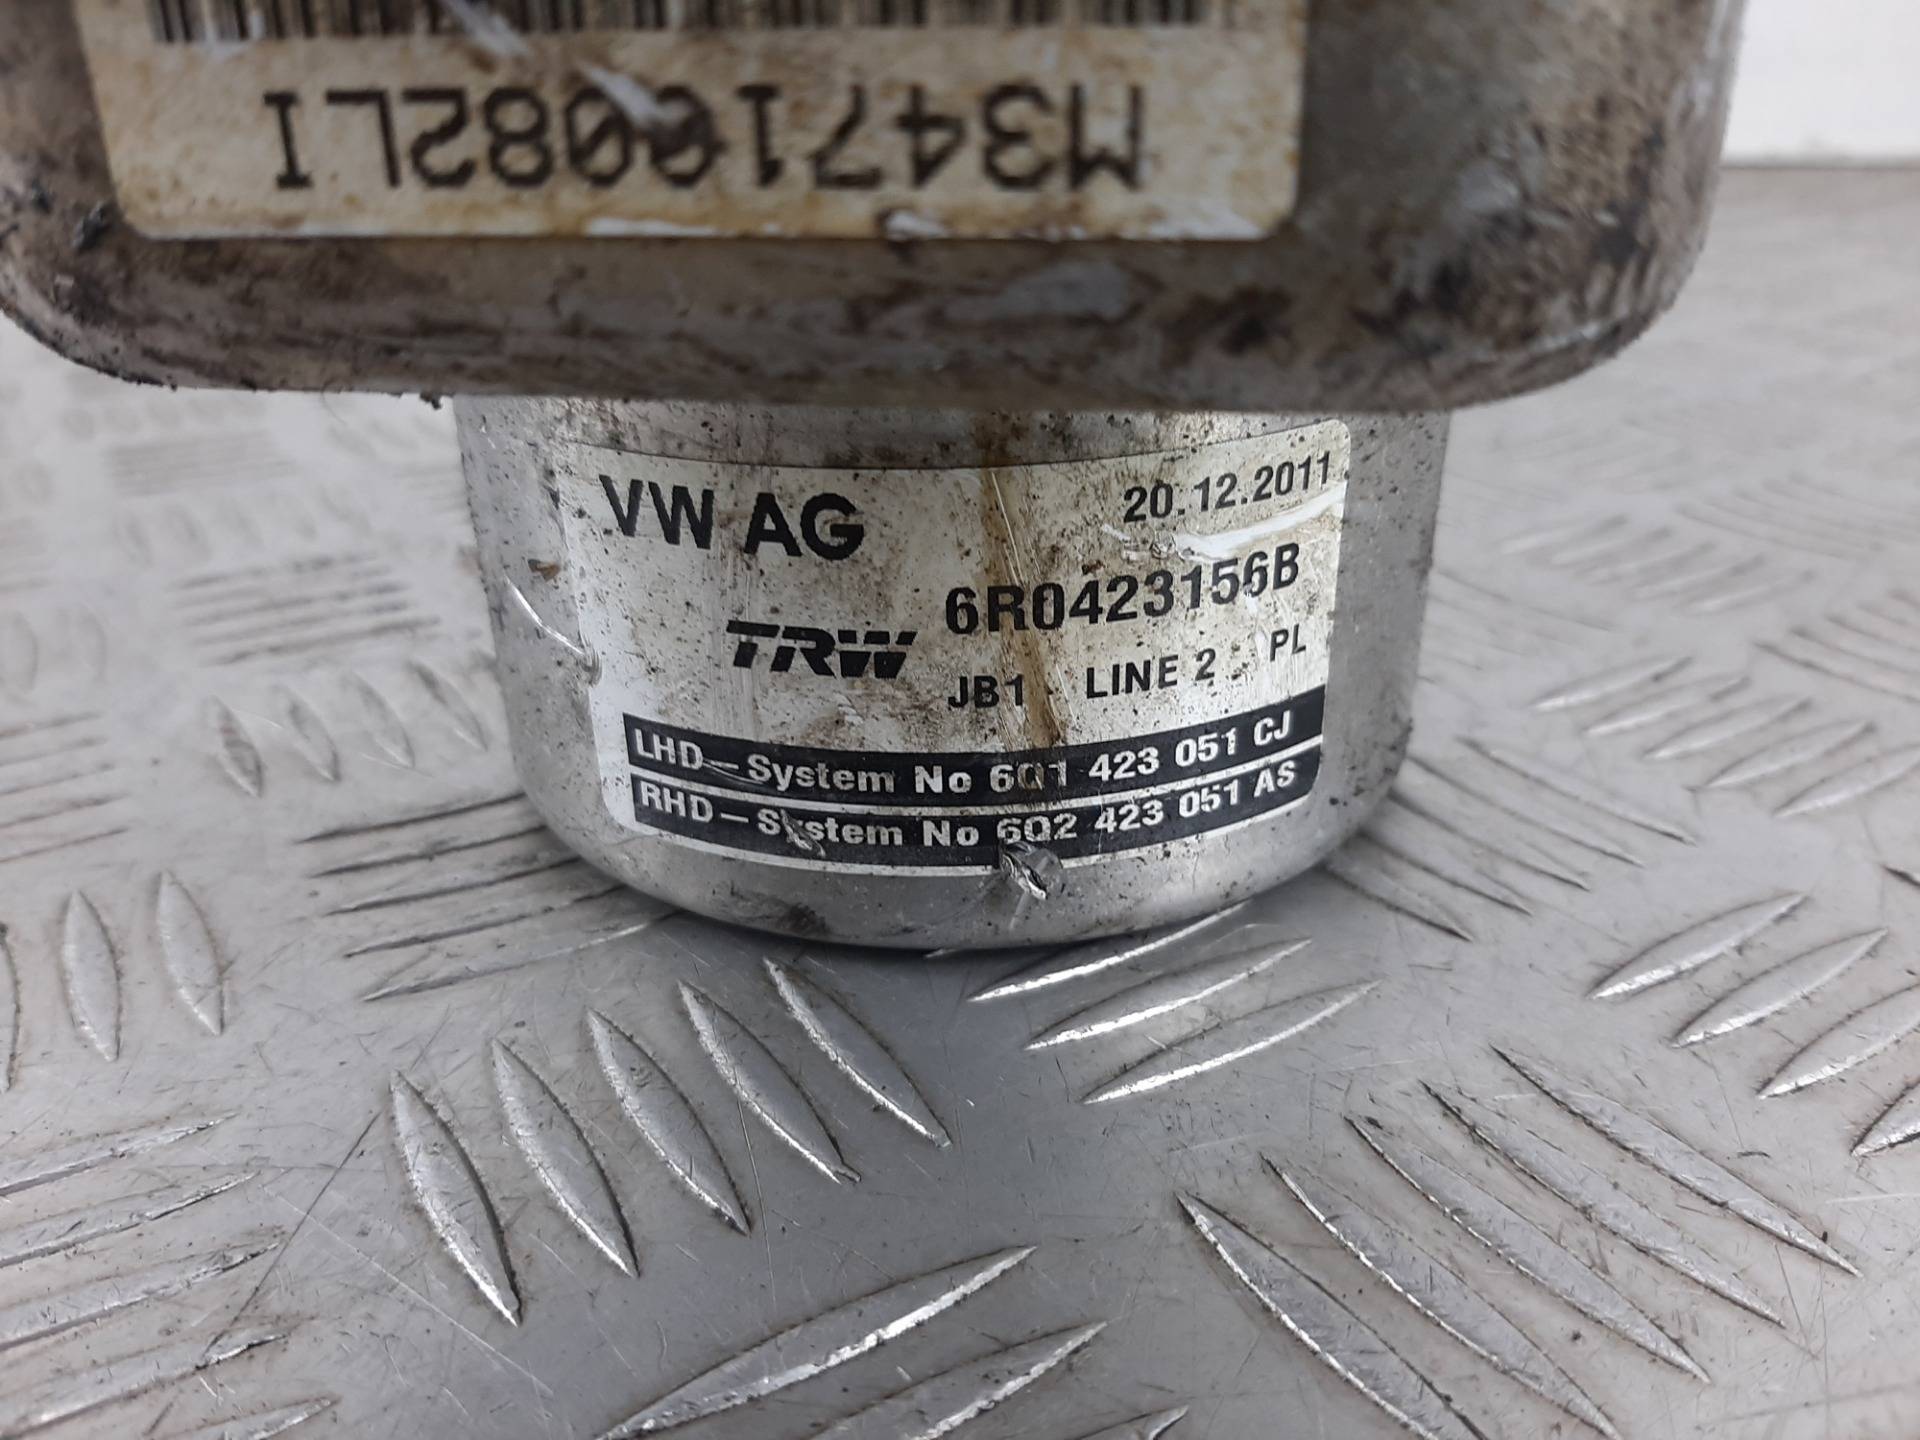 M34710082LI
VW AG 20.12.2011
6R0423156B
TRW JB1 LINE 2 PL
LHD-System No 6Q1 423 051 CJ
RHD-System No 6Q2 423 051 AS